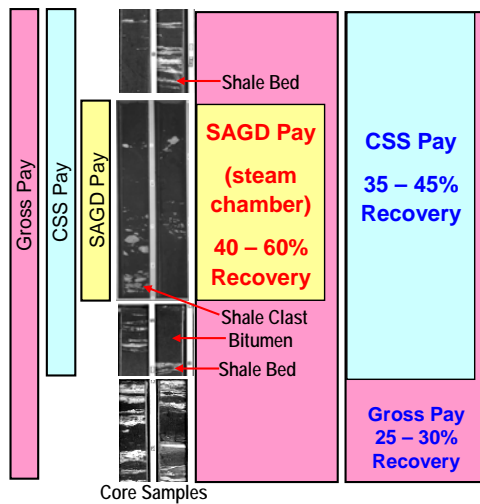 Gross Pay
CSS Pay
SAGD Pay
Shale Bed
SAGD Pay
(steam
chamber)
40 – 60%
Recovery
Shale Clast
Bitumen
Shale Bed
Core Samples
CSS Pay
35 – 45%
Recovery
Gross Pay
25 – 30%
Recovery